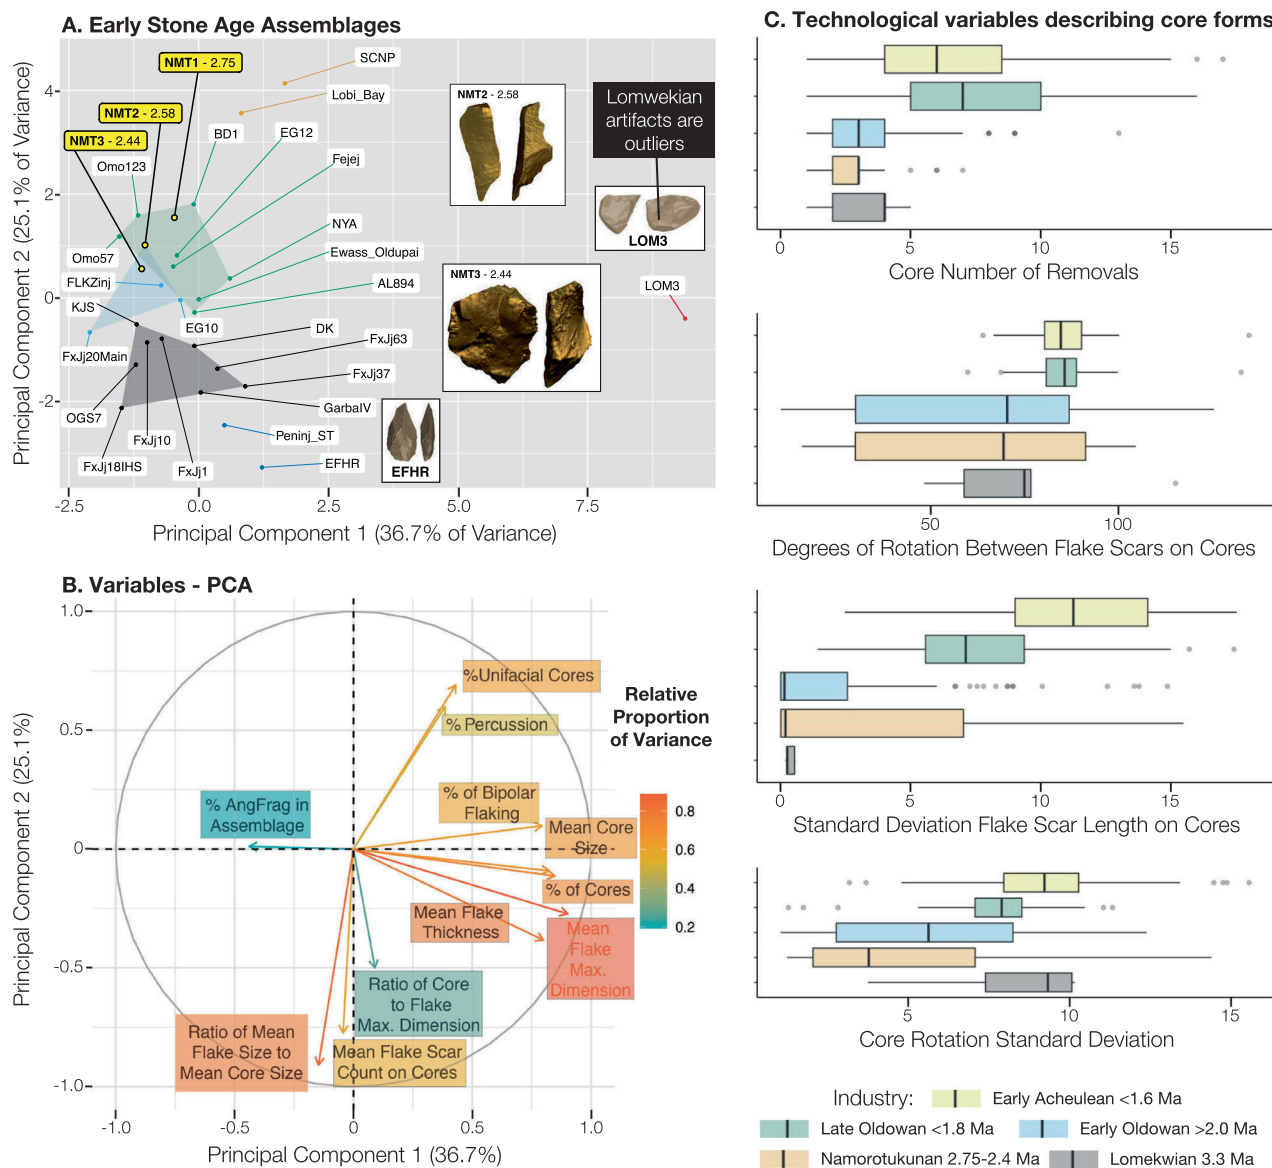 A. Early Stone Age Assemblages
Principal Component 2 (25.1% of Variance)
4
2
0
-2
NMT1 - 2.75
NMT2 - 2.58
NMT3 - 2.44
SCNP
Lobi_Bay
BD1
EG12
Fejej
Omo123
NYA
Omo57
Ewass_Oldupai
FLKZinj
AL894
KJS
EG10
DK
FxJj20Main
FxJj63
FxJj37
OGS7
GarbaIV
FxJj10
Peninj_ST
FxJj18IHS
FxJj1
EFHR
NMT2 - 2.58
Lomwekian
artifacts are
outliers
LOM3
NMT3 - 2.44
LOM3
EFHR
-2.5
0.0
2.5
5.0
7.5
Principal Component 1 (36.7% of Variance)
B. Variables - PCA
Principal Component 2 (25.1%)
1.0
0.5
0
-0.5
-1.0
%Unifacial Cores
% Percussion
% AngFrag in
Assemblage
% of Bipolar
Flaking
Mean Core
Size
% of Cores
Mean Flake
Thickness
Mean
Flake
Max.
Dimension
Ratio of Core
to Flake
Max. Dimension
Ratio of Mean
Flake Size to
Mean Core Size
Mean Flake Scar
Count on Cores
-1.0
-0.5
0
0.5
1.0
Principal Component 1 (36.7%)
Relative
Proportion
of Variance
0.8
0.6
0.4
0.2
C. Technological variables describing core forms
0
5
10
15
Core Number of Removals
50
100
Degrees of Rotation Between Flake Scars on Cores
0
5
10
15
Standard Deviation Flake Scar Length on Cores
5
10
15
Core Rotation Standard Deviation
Industry:
Early Acheulean <1.6 Ma
Late Oldowan <1.8 Ma
Early Oldowan >2.0 Ma
Namorotukunan 2.75-2.4 Ma
Lomekwian 3.3 Ma